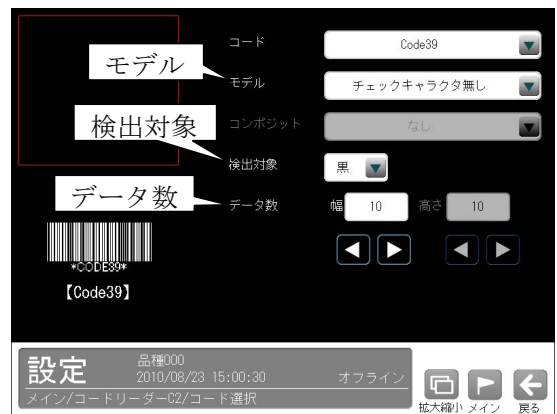 コード
Code39
モデル
モデル
チェックキャラクタ無し
コンポジット
なし
検出対象
検出対象
黒
データ数
データ数
幅
10
高さ
10
*CODE39*
【Code39】
設定
品種000
2010/08/23 15:00:30
オフライン
メイン/コードリーダーC2/コード選択
拡大縮小
メイン
戻る